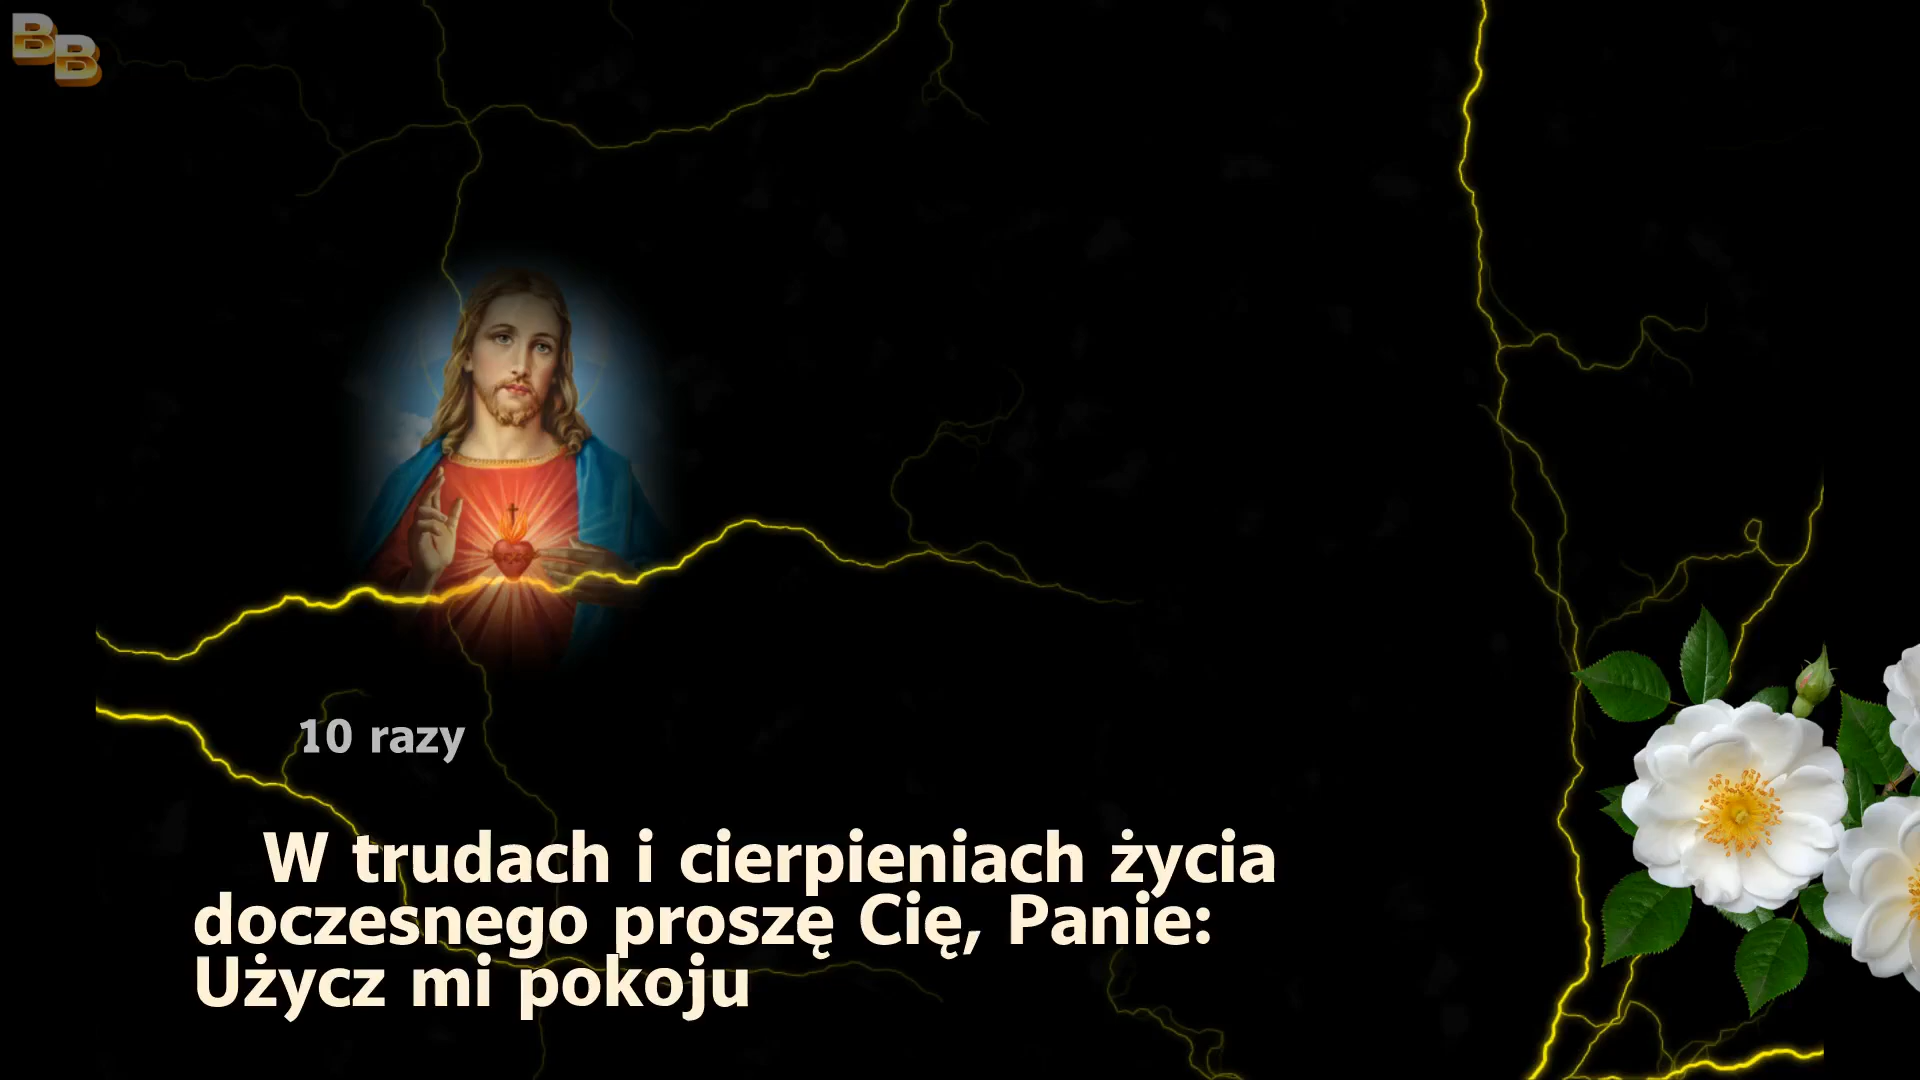 BB
10 razy
W trudach i cierpieniach życia
doczesnego proszę Cię, Panie:
Użycz mi pokoju